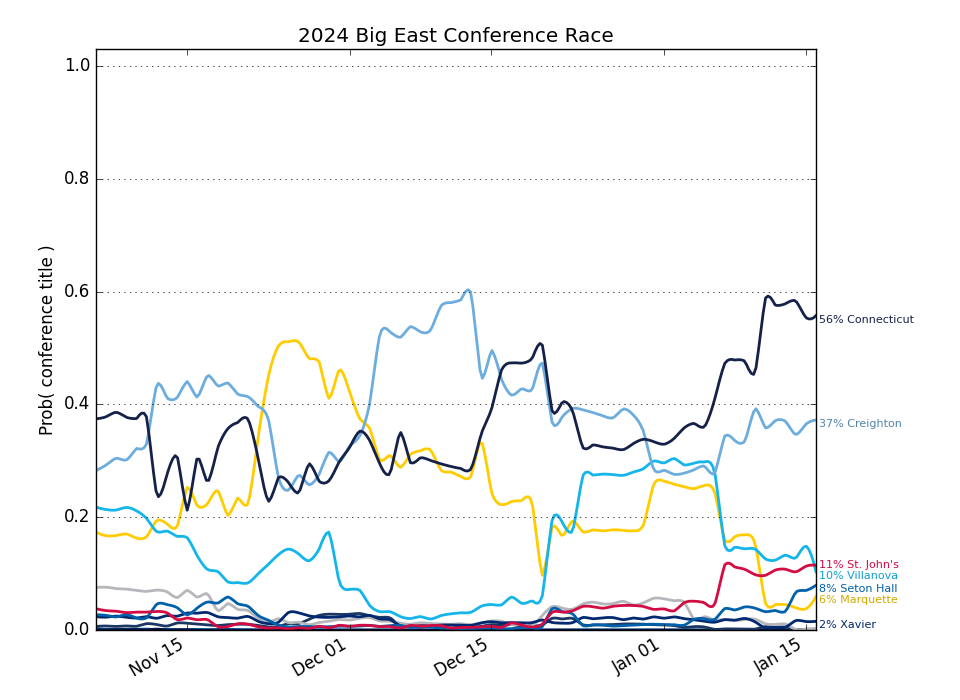 2024 Big East Conference Race
Prob( conference title )
1.0
0.8
0.6
0.4
0.2
0.0
56% Connecticut
37% Creighton
11% St. John's
10% Villanova
8% Seton Hall
6% Marquette
2% Xavier
Nov 15
Dec 01
Dec 15
Jan 01
Jan 15